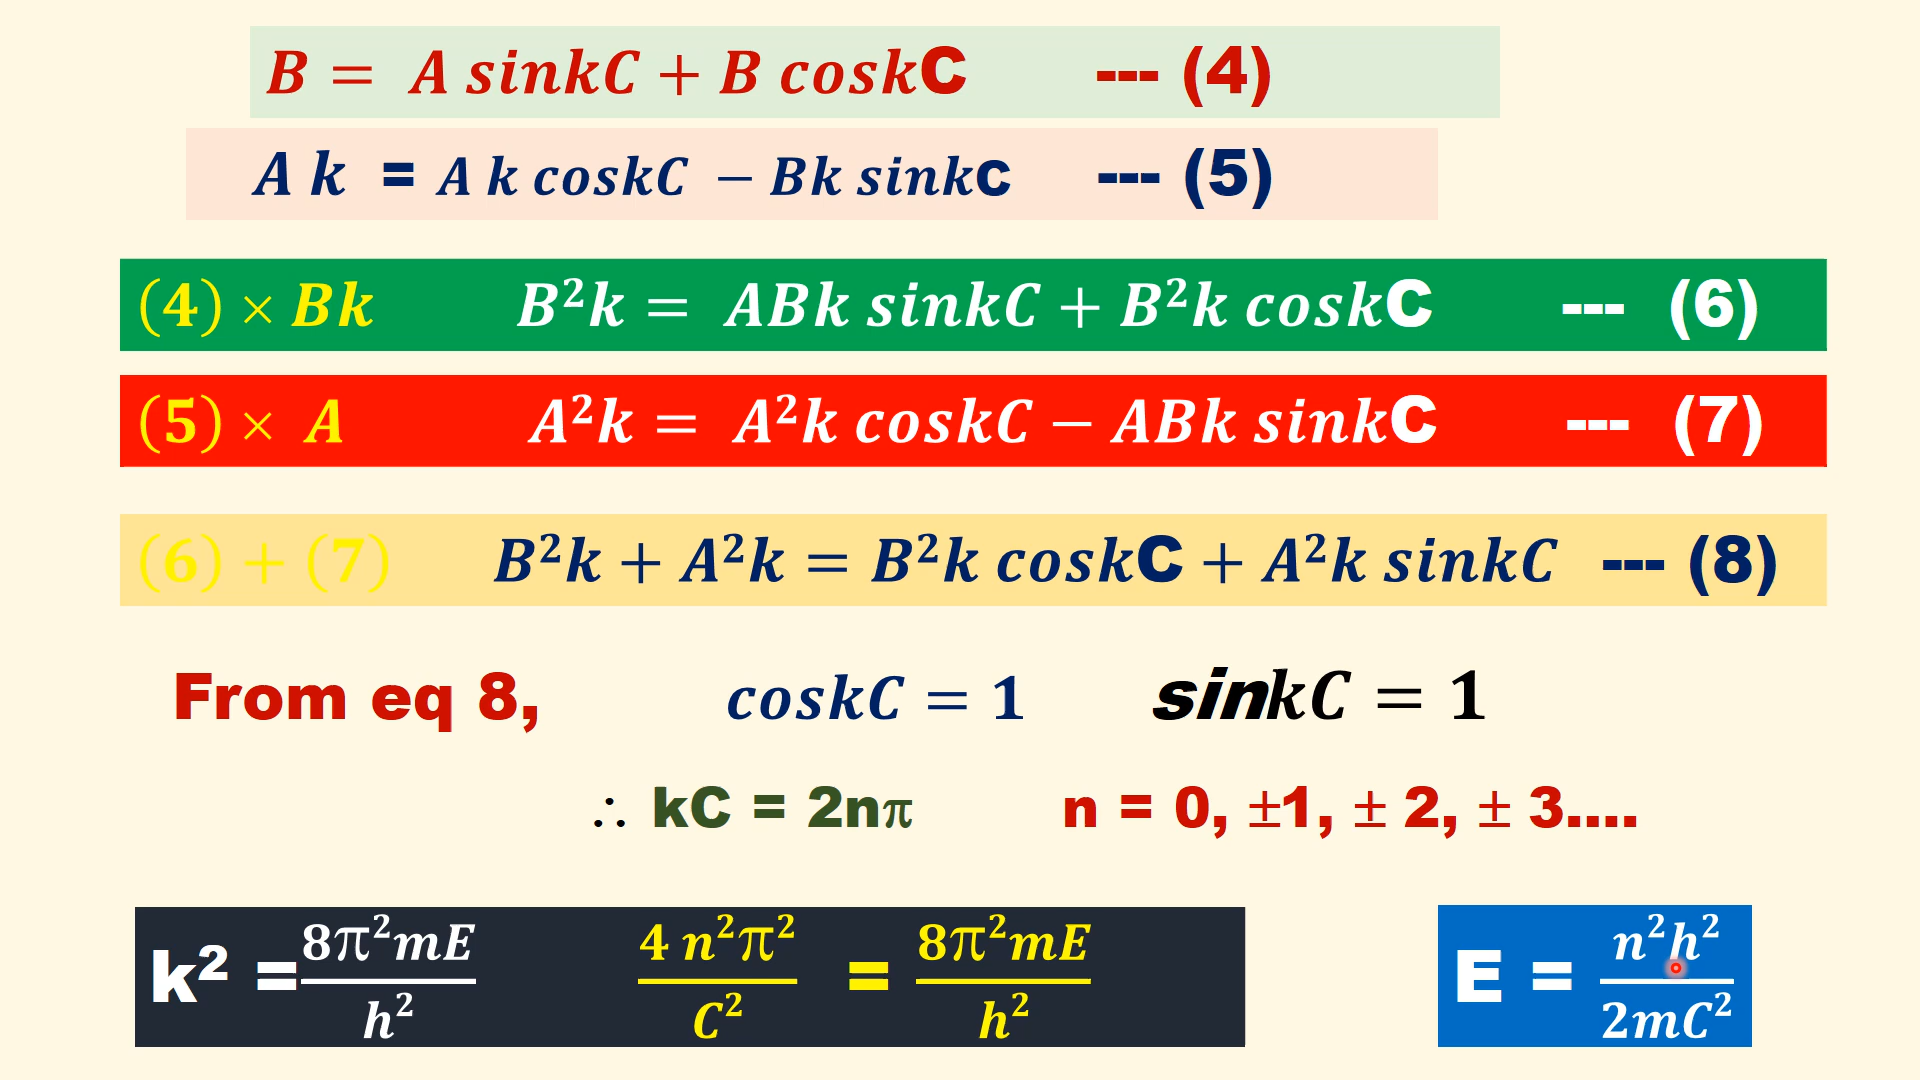 B = A sinkC + B coskC --- (4)
A k = A k coskC − Bk sinkC --- (5)
(4) × Bk B²k = ABk sinkC + B²k coskC --- (6)
(5) × A A²k = A²k coskC − ABk sinkC --- (7)
(6) + (7) B²k + A²k = B²k coskC + A²k sinkC --- (8)
From eq 8, coskC = 1 sinkC = 1
∴ kC = 2nπ n = 0, ±1, ± 2, ± 3....
k² = 8π²mE/h² 4 n²π²/C² = 8π²mE/h² E = n²h²/2mC²